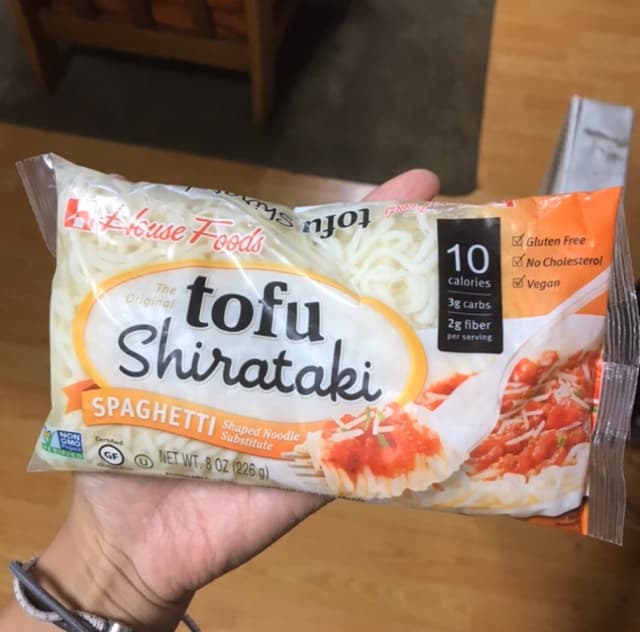 House Foods
The Original
tofu
Shirataki
SPAGHETTI Shaped Noodle Substitute
NON GMO
Certified
GF
U
NET WT. 8 OZ (226 g)
tofu
10
calories
3g carbs
2g fiber
per serving
Gluten Free
No Cholesterol
Vegan